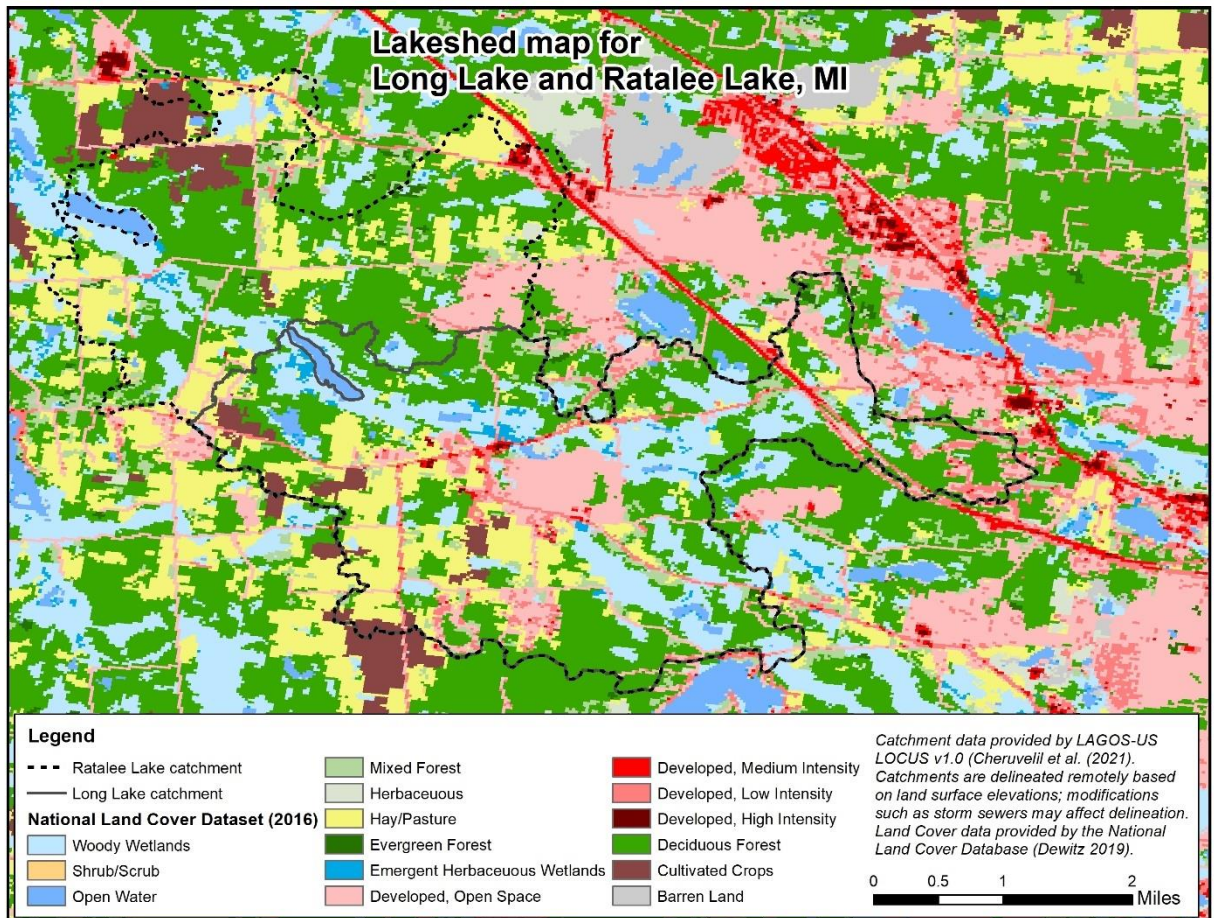 Lakeshed map for
Long Lake and Ratalee Lake, MI
Legend
Ratalee Lake catchment
Long Lake catchment
National Land Cover Dataset (2016)
Woody Wetlands
Shrub/Scrub
Open Water
Mixed Forest
Herbaceous
Hay/Pasture
Evergreen Forest
Emergent Herbaceous Wetlands
Developed, Open Space
Developed, Medium Intensity
Developed, Low Intensity
Developed, High Intensity
Deciduous Forest
Cultivated Crops
Barren Land
Catchment data provided by LAGOS-US
LOCUS v1.0 (Cheruvelil et al. (2021).
Catchments are delineated remotely based
on land surface elevations; modifications
such as storm sewers may affect delineation.
Land Cover data provided by the National
Land Cover Database (Dewitz 2019).
0 0.5 1 2
Miles